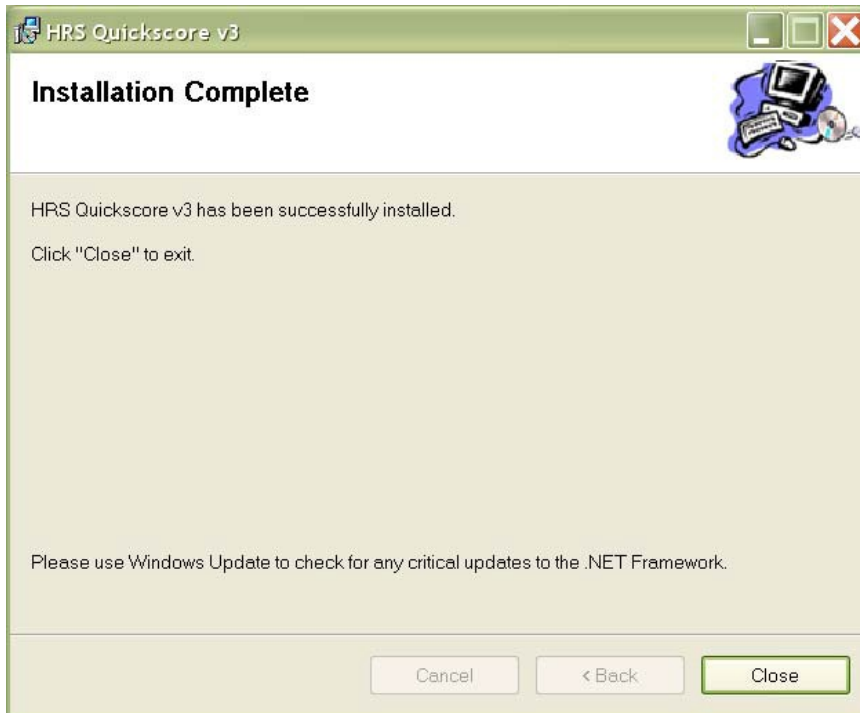 HRS Quickscore v3
Installation Complete
HRS Quickscore v3 has been successfully installed.
Click "Close" to exit.
Please use Windows Update to check for any critical updates to the .NET Framework.
Cancel
< Back
Close